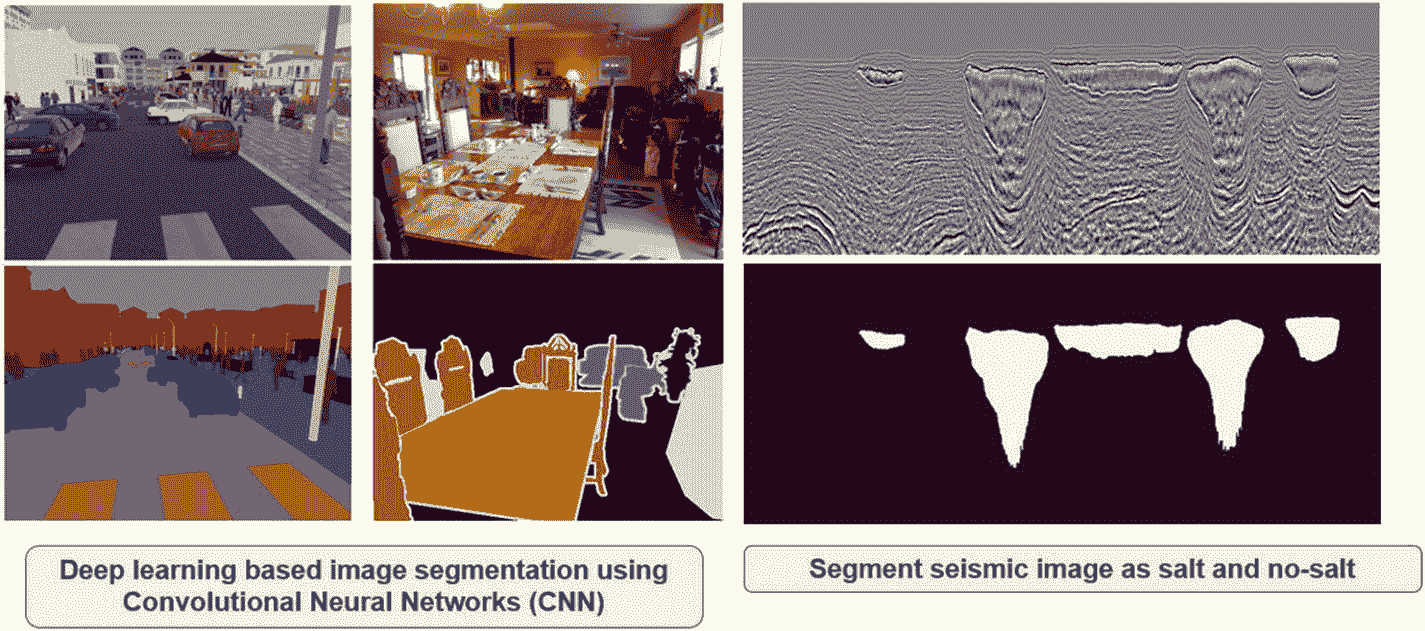 Deep learning based image segmentation using
Convolutional Neural Networks (CNN)
Segment seismic image as salt and no-salt